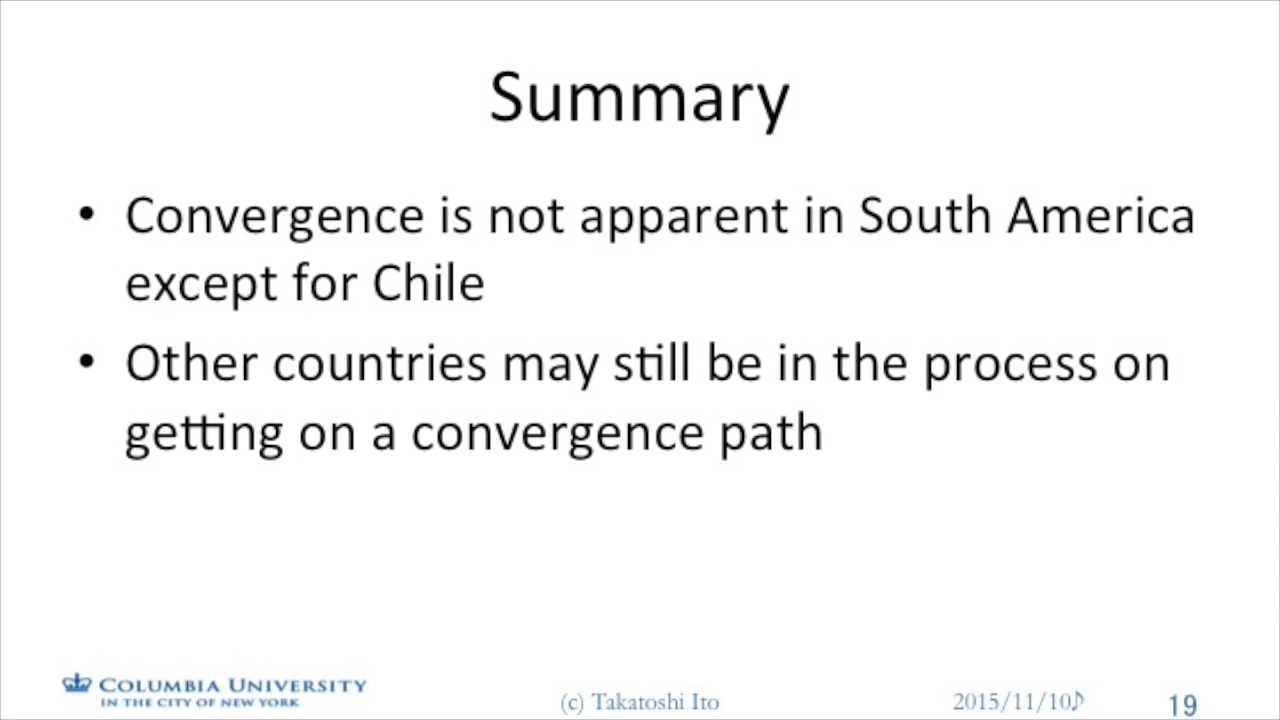 Summary
• Convergence is not apparent in South America
except for Chile
• Other countries may still be in the process on
getting on a convergence path
COLUMBIA UNIVERSITY
IN THE CITY OF NEW YORK
(c) Takatoshi Ito
2015/11/10♪
19